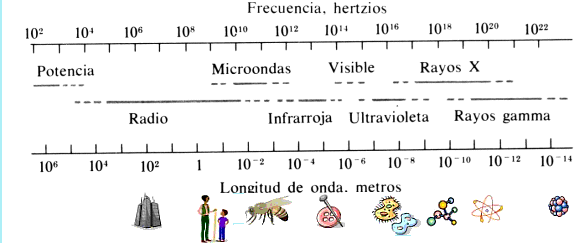 Frecuencia, hertzios
10² 10⁴ 10⁶ 10⁸ 10¹⁰ 10¹² 10¹⁴ 10¹⁶ 10¹⁸ 10²⁰ 10²²
Potencia Microondas Visible Rayos X
Radio Infrarroja Ultravioleta Rayos gamma
10⁶ 10⁴ 10² 1 10⁻² 10⁻⁴ 10⁻⁶ 10⁻⁸ 10⁻¹⁰ 10⁻¹² 10⁻¹⁴
Longitud de onda. metros